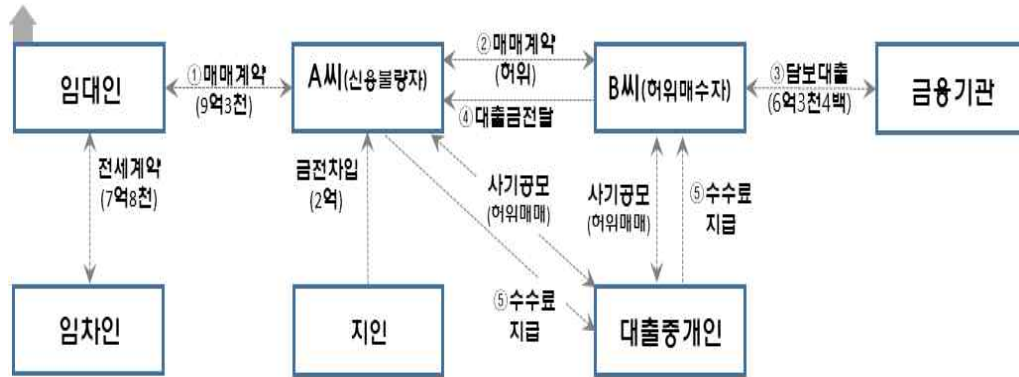 임대인
①매매계약
(9억3천)
A씨(신용불량자)
②매매계약
(허위)
④대출금전달
B씨(허위매수자)
③담보대출
(6억3천4백)
금융기관
전세계약
(7억8천)
금전차입
(2억)
사기공모
(허위매매)
사기공모
(허위매매)
⑤수수료
지급
⑤수수료
지급
임차인
지인
대출중개인